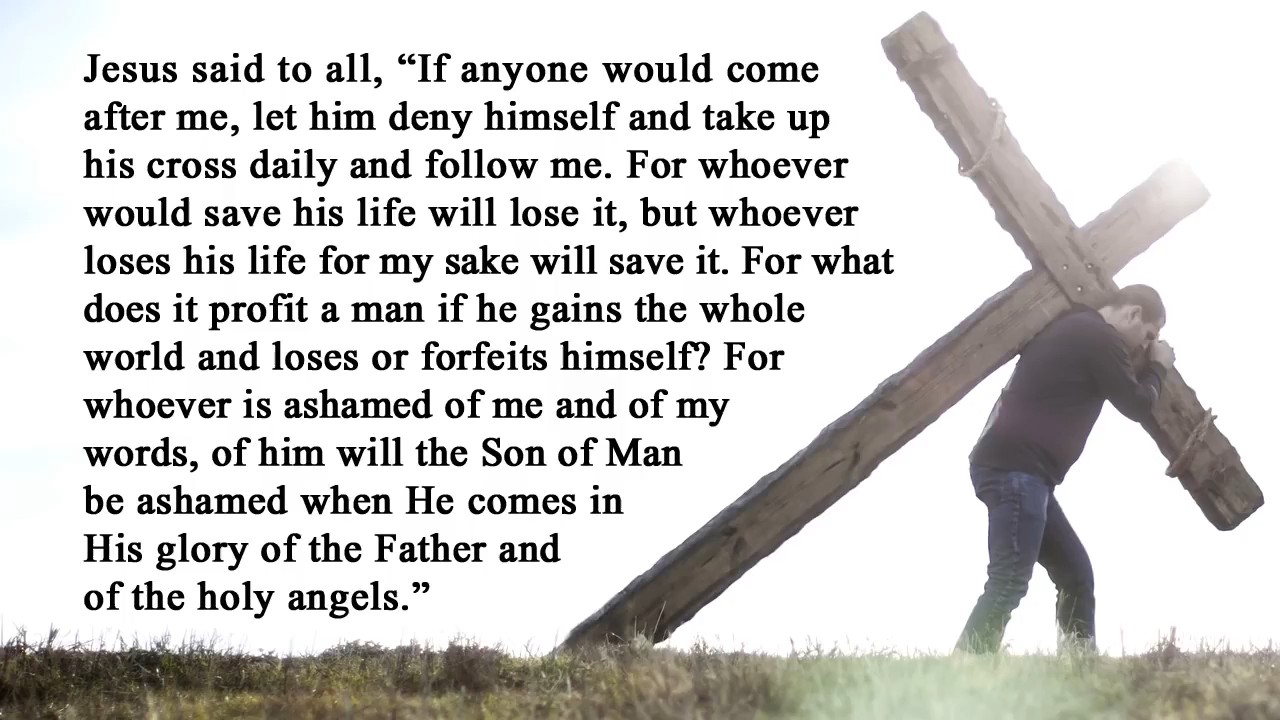 Jesus said to all, “If anyone would come
after me, let him deny himself and take up
his cross daily and follow me. For whoever
would save his life will lose it, but whoever
loses his life for my sake will save it. For what
does it profit a man if he gains the whole
world and loses or forfeits himself? For
whoever is ashamed of me and of my
words, of him will the Son of Man
be ashamed when He comes in
His glory of the Father and
of the holy angels.”